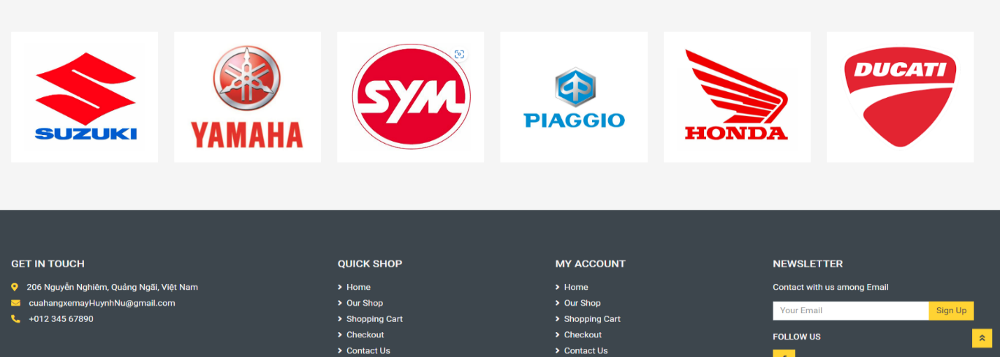 SUZUKI
YAMAHA
SYM
PIAGGIO
HONDA
DUCATI
GET IN TOUCH
206 Nguyễn Nghiêm, Quảng Ngãi, Việt Nam
cuahangxemayHuynhNu@gmail.com
+012 345 67890
QUICK SHOP
Home
Our Shop
Shopping Cart
Checkout
Contact Us
MY ACCOUNT
Home
Our Shop
Shopping Cart
Checkout
Contact Us
NEWSLETTER
Contact with us among Email
Your Email
Sign Up
FOLLOW US